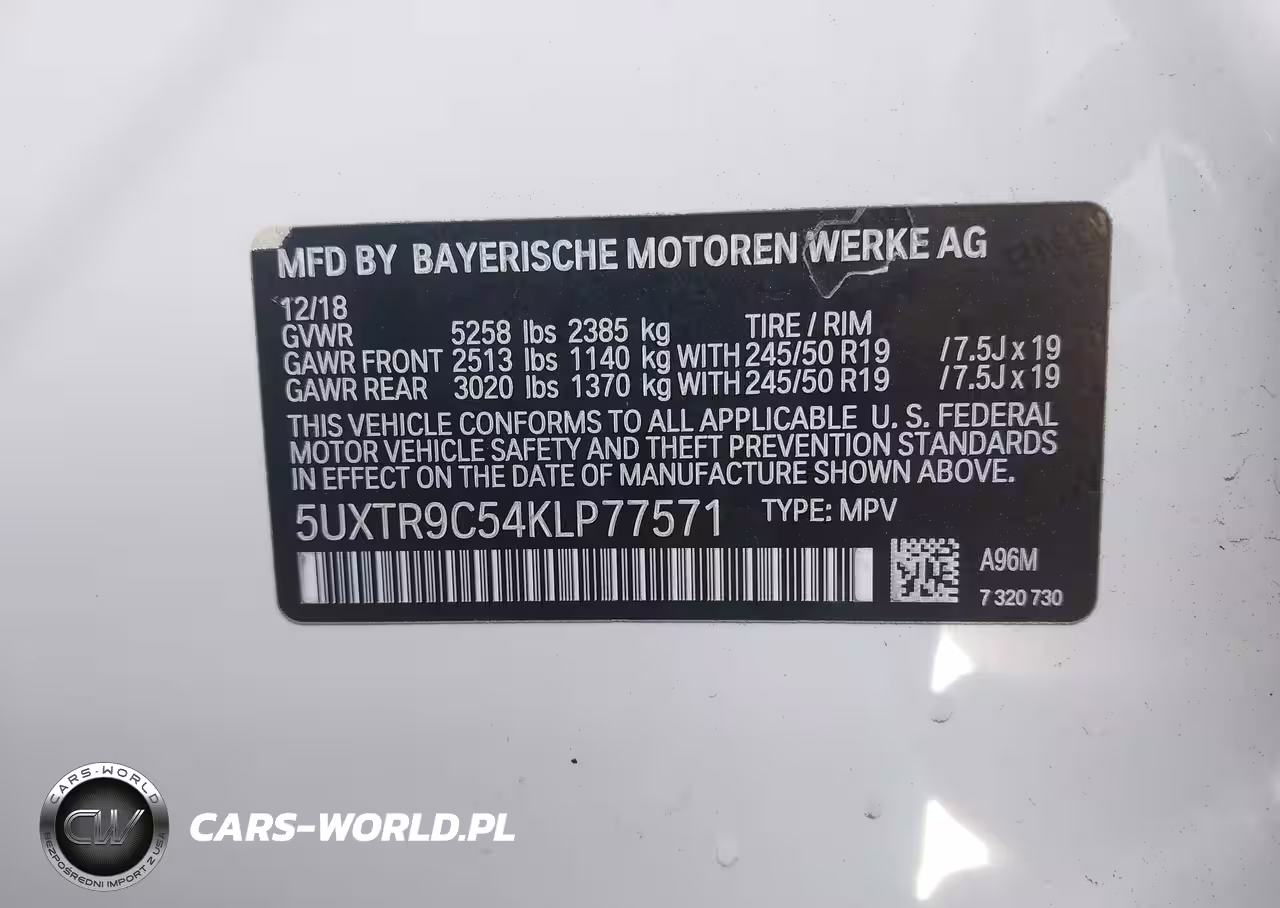 MFD BY BAYERISCHE MOTOREN WERKE AG
12/18
GVWR 5258 lbs 2385 kg TIRE / RIM
GAWR FRONT 2513 lbs 1140 kg WITH 245/50 R19 / 7.5J x 19
GAWR REAR 3020 lbs 1370 kg WITH 245/50 R19 / 7.5J x 19
THIS VEHICLE CONFORMS TO ALL APPLICABLE U. S. FEDERAL
MOTOR VEHICLE SAFETY AND THEFT PREVENTION STANDARDS
IN EFFECT ON THE DATE OF MANUFACTURE SHOWN ABOVE.
5UXTR9C54KLP77571 TYPE: MPV
A96M
7 320 730
CARS-WORLD
CW
BEZPOŚREDNI IMPORT Z USA
CARS-WORLD.PL